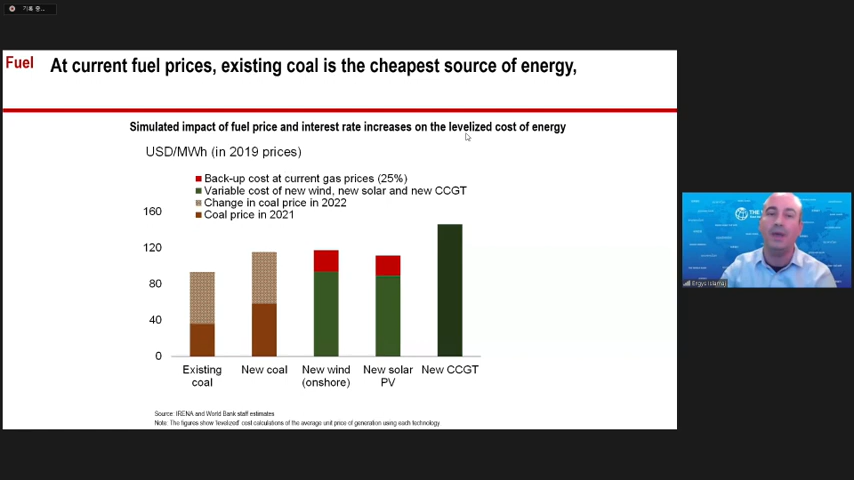 기록 중...
Fuel
At current fuel prices, existing coal is the cheapest source of energy,
Simulated impact of fuel price and interest rate increases on the levelized cost of energy
USD/MWh (in 2019 prices)
Back-up cost at current gas prices (25%)
Variable cost of new wind, new solar and new CCGT
Change in coal price in 2022
Coal price in 2021
160
120
80
40
0
Existing coal
New coal
New wind (onshore)
New solar PV
New CCGT
Source: IRENA and World Bank staff estimates
Note: The figures show 'levelized' cost calculations of the average unit price of generation using each technology